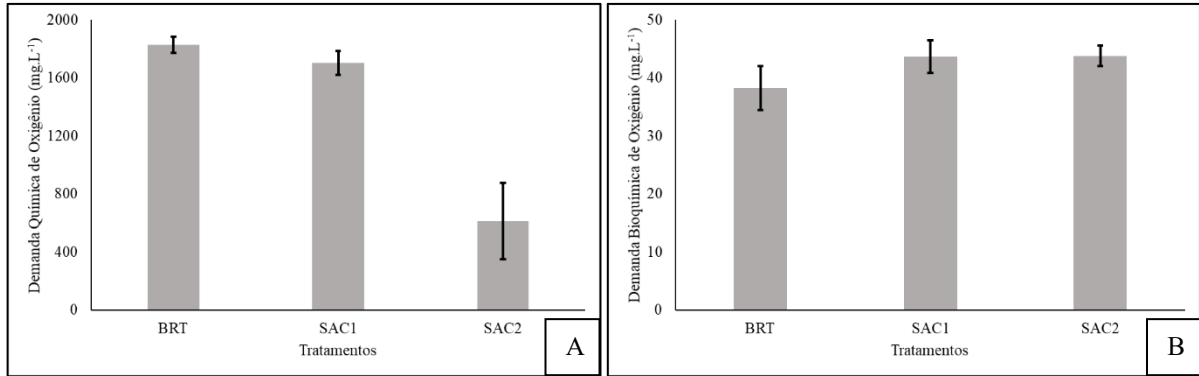 Demanda Química de Oxigênio (mg.L⁻¹)
2000
1600
1200
800
400
0
BRT SAC1 SAC2
Tratamentos
A
Demanda Bioquímica de Oxigênio (mg.L⁻¹)
50
40
30
20
10
0
BRT SAC1 SAC2
Tratamentos
B